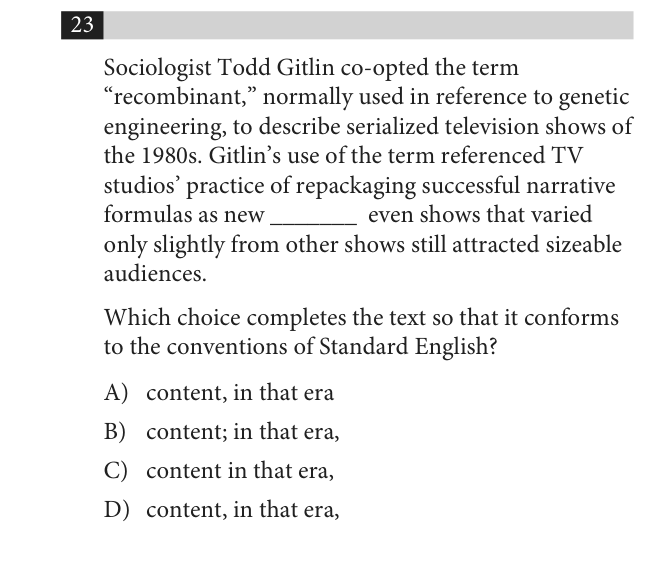 23
Sociologist Todd Gitlin co-opted the term
“recombinant,” normally used in reference to genetic
engineering, to describe serialized television shows of
the 1980s. Gitlin’s use of the term referenced TV
studios’ practice of repackaging successful narrative
formulas as new _______ even shows that varied
only slightly from other shows still attracted sizeable
audiences.
Which choice completes the text so that it conforms
to the conventions of Standard English?
A) content, in that era
B) content; in that era,
C) content in that era,
D) content, in that era,